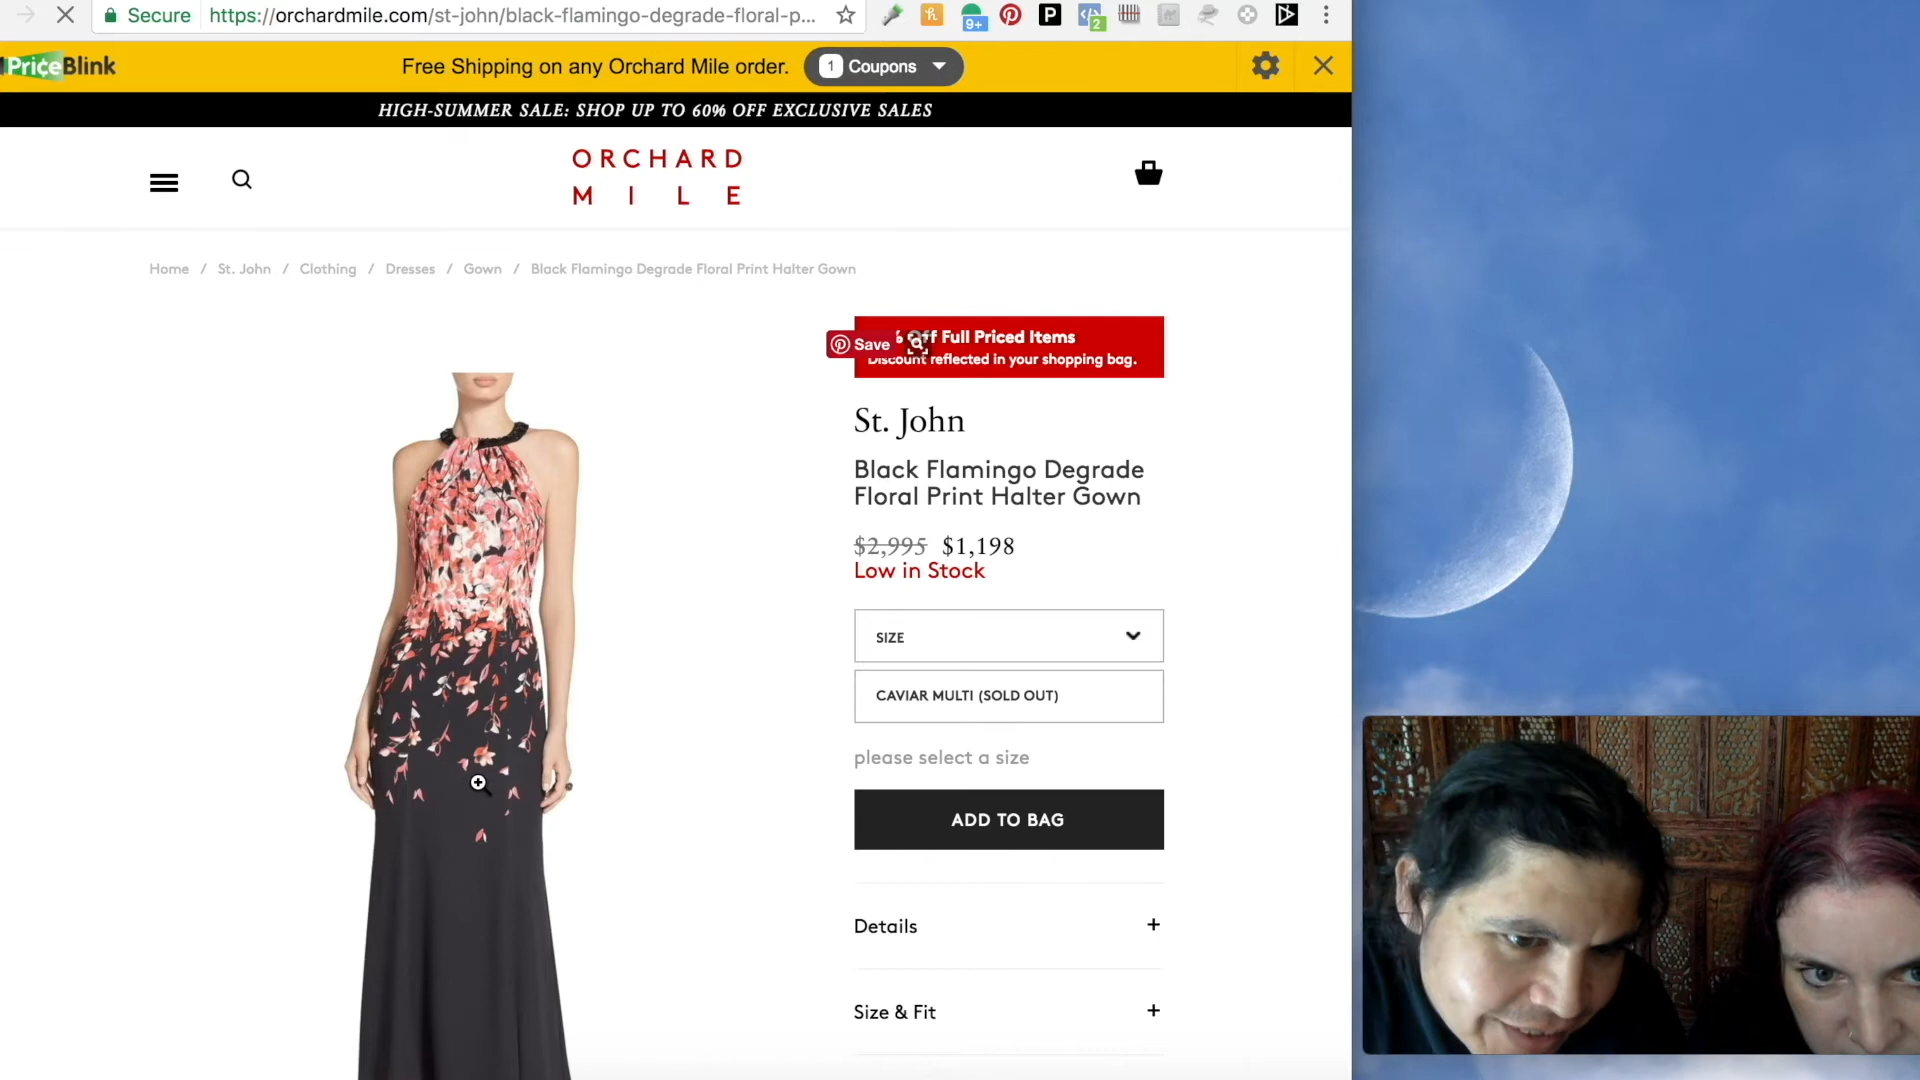 Secure https://orchardmile.com/st-john/black-flamingo-degrade-floral-p...
9+
P
2
PriceBlink
Free Shipping on any Orchard Mile order.
1 Coupons
HIGH-SUMMER SALE: SHOP UP TO 60% OFF EXCLUSIVE SALES
ORCHARD
MILE
Home / St. John / Clothing / Dresses / Gown / Black Flamingo Degrade Floral Print Halter Gown
Off Full Priced Items
Save
Discount reflected in your shopping bag.
St. John
Black Flamingo Degrade
Floral Print Halter Gown
$2,995 $1,198
Low in Stock
SIZE
CAVIAR MULTI (SOLD OUT)
please select a size
ADD TO BAG
Details +
Size & Fit +